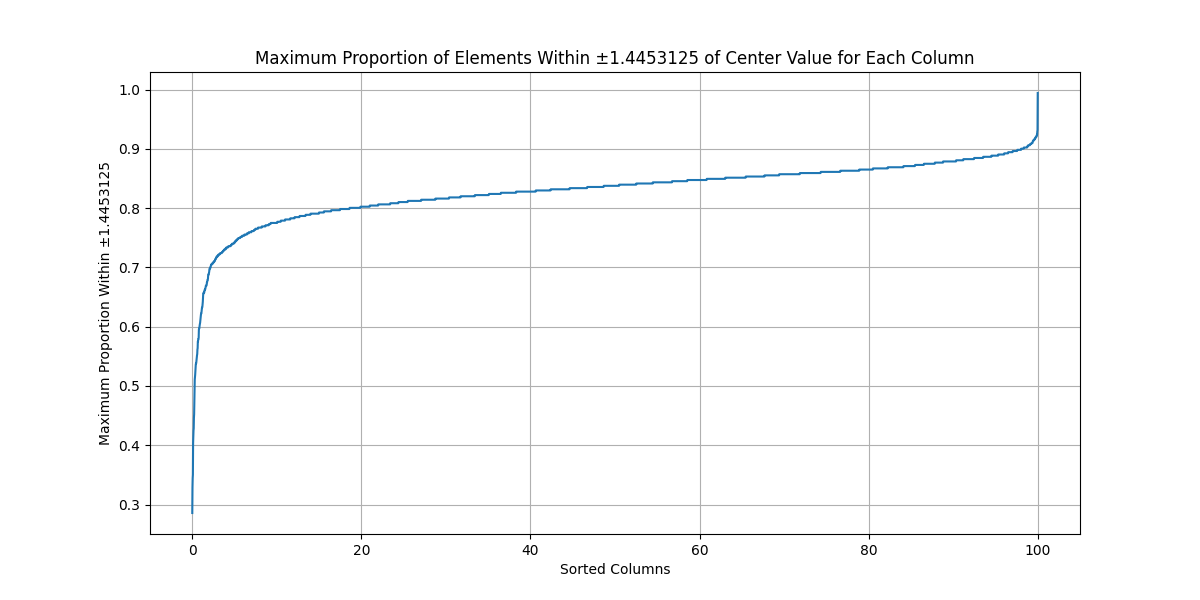 Maximum Proportion of Elements Within ±1.4453125 of Center Value for Each Column
Maximum Proportion Within ±1.4453125
1.0
0.9
0.8
0.7
0.6
0.5
0.4
0.3
0 20 40 60 80 100
Sorted Columns